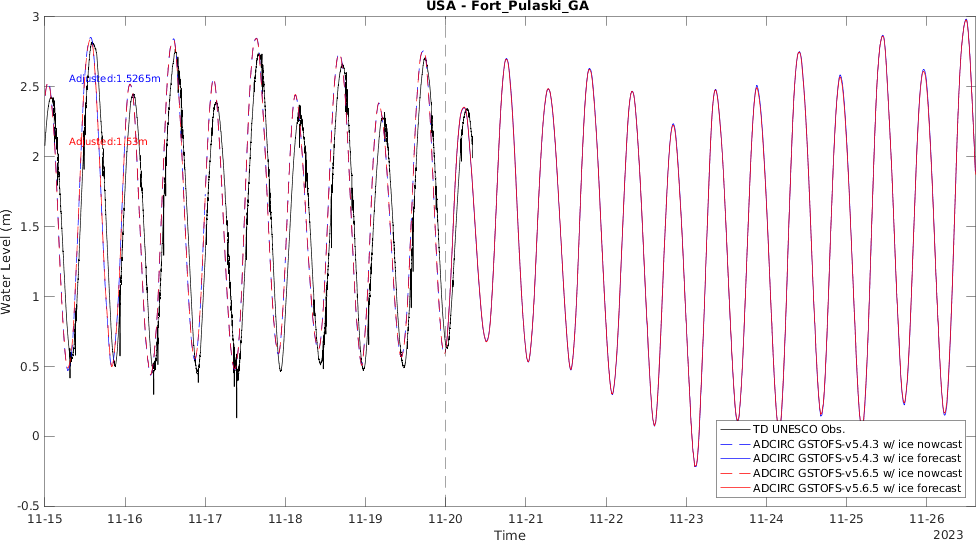 USA - Fort_Pulaski_GA
3
2.5
2
1.5
1
0.5
0
-0.5
Water Level (m)
Adjusted:1.5265m
Adjusted:1.53m
TD UNESCO Obs.
ADCIRC GSTOFS-v5.4.3 w/ ice nowcast
ADCIRC GSTOFS-v5.4.3 w/ ice forecast
ADCIRC GSTOFS-v5.6.5 w/ ice nowcast
ADCIRC GSTOFS-v5.6.5 w/ ice forecast
11-15 11-16 11-17 11-18 11-19 11-20 11-21 11-22 11-23 11-24 11-25 11-26
Time
2023